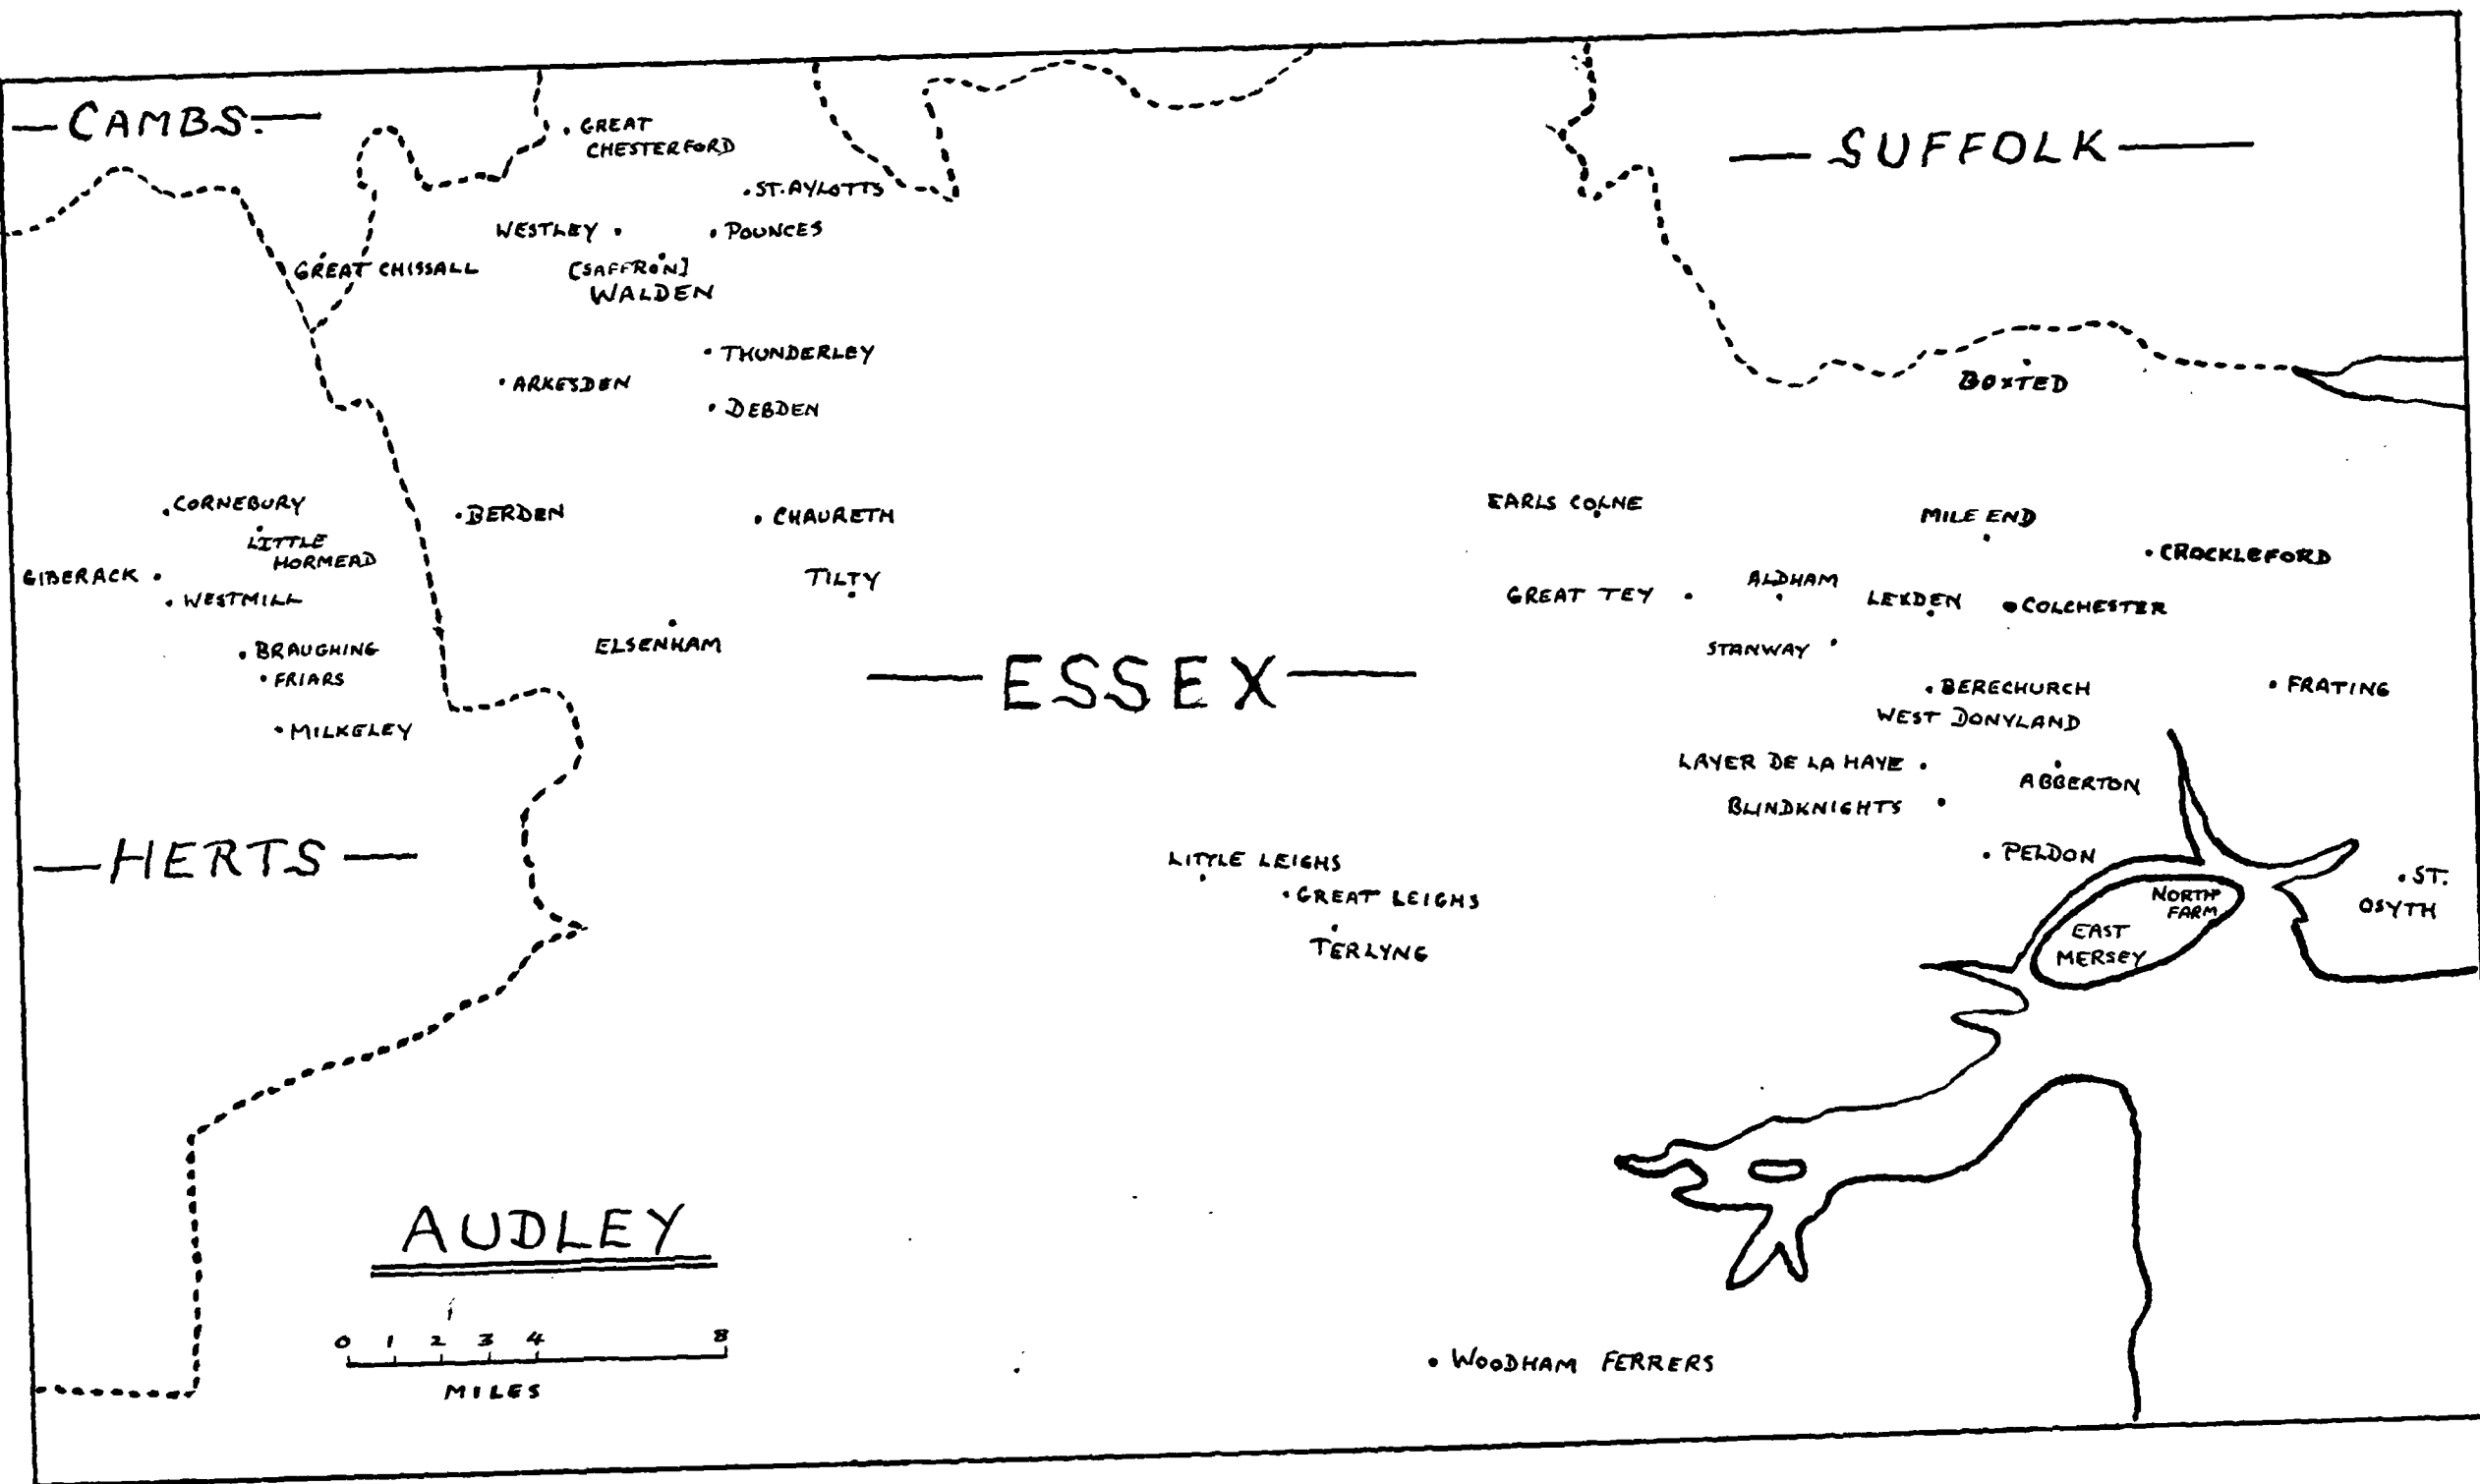 CAMBS.
GREAT
CHESTERFORD
SUFFOLK
ST. AYLOTTS
WESTLEY
POUNCES
GREAT CHISSALL
[SAFFRON]
WALDEN
THUNDERLEY
ARKESDEN
DEBDEN
BOXTED
CORNEBURY
BERDEN
CHAURETH
EARLS COLNE
MILE END
LITTLE
HORMEAD
CROCKLEFORD
GIBERACK
TILTY
ALDHAM
WESTMILL
GREAT TEY
LEXDEN
COLCHESTER
ELSENHAM
STANWAY
BRAUGHING
FRIARS
ESSEX
BERECHURCH
FRATING
WEST DONYLAND
MILKELEY
LAYER DE LA HAYE
ABBERTON
BLINDKNIGHTS
HERTS
LITTLE LEIGHS
PELDON
GREAT LEIGHS
NORTH
FARM
ST.
OSYTH
TERLYNG
EAST
MERSEY
AUDLEY
0 1 2 3 4 8
MILES
WOODHAM FERRERS